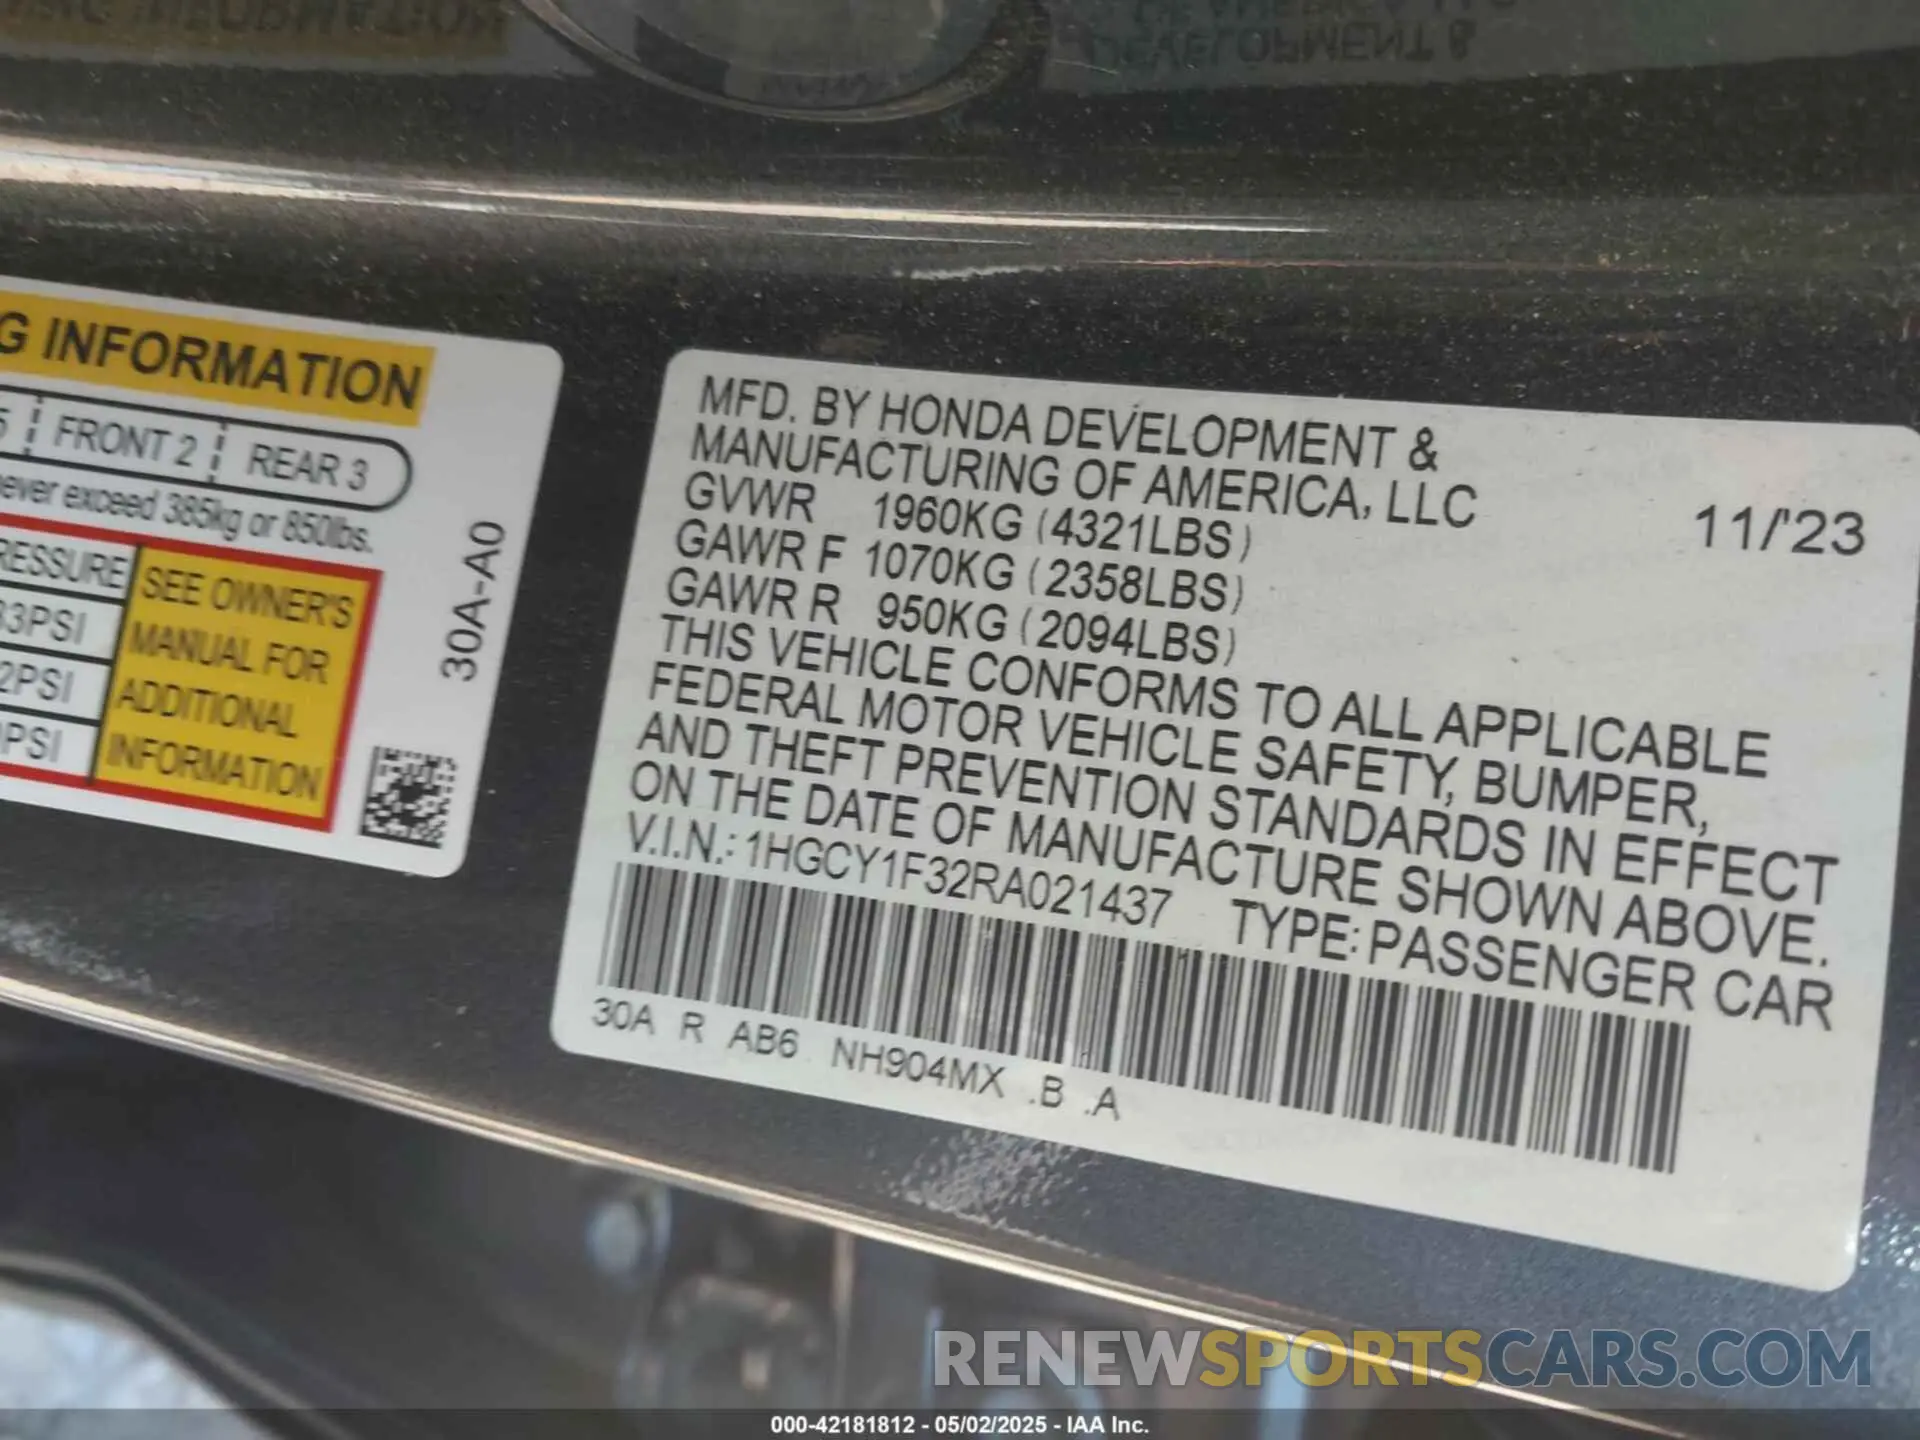 G INFORMATION
5 FRONT 2 REAR 3
never exceed 385kg or 850lbs.
RESSURE
33PSI
2PSI
0PSI
SEE OWNER'S
MANUAL FOR
ADDITIONAL
INFORMATION
30A-A0
MFD. BY HONDA DEVELOPMENT &
MANUFACTURING OF AMERICA, LLC
GVWR 1960KG (4321LBS) 11/'23
GAWR F 1070KG (2358LBS)
GAWR R 950KG (2094LBS)
THIS VEHICLE CONFORMS TO ALL APPLICABLE
FEDERAL MOTOR VEHICLE SAFETY, BUMPER,
AND THEFT PREVENTION STANDARDS IN EFFECT
ON THE DATE OF MANUFACTURE SHOWN ABOVE.
V.I.N.: 1HGCY1F32RA021437 TYPE: PASSENGER CAR
30A R AB6 NH904MX .B .A
RENEWSPORTSCARS.COM
000-42181812 - 05/02/2025 - IAA Inc.